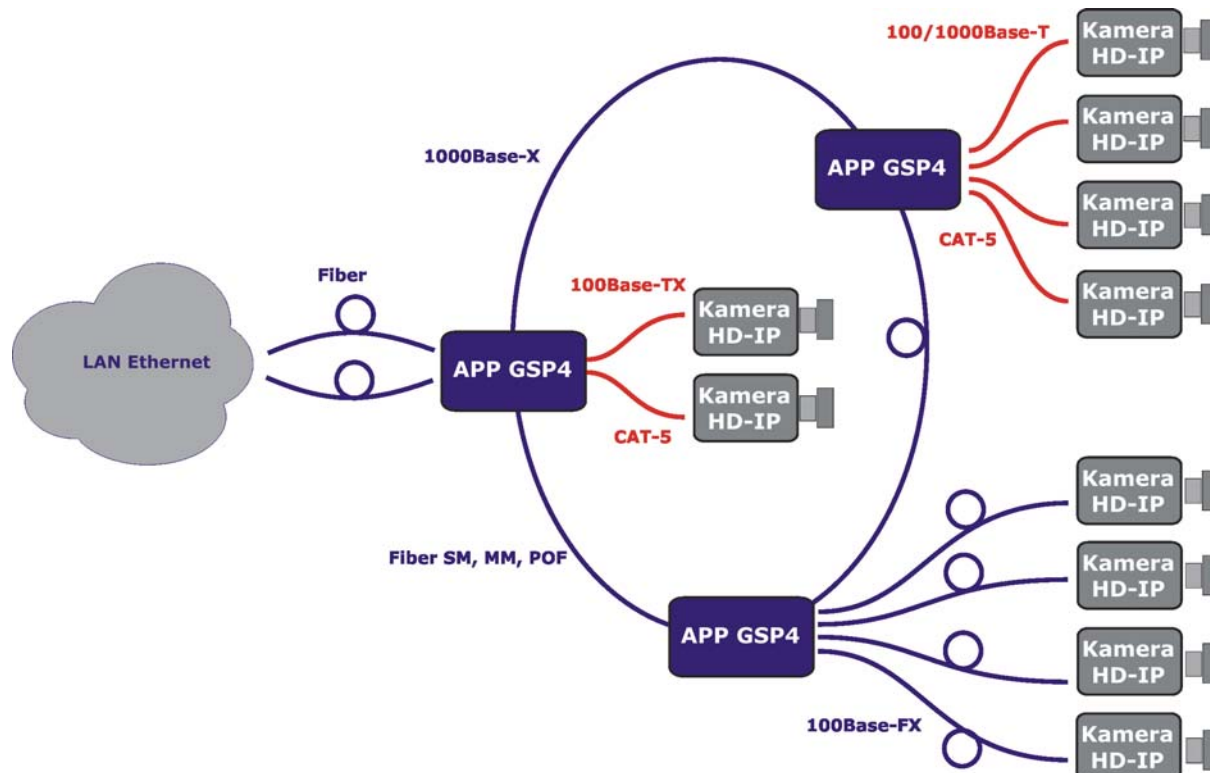 100/1000Base-T
Kamera
HD-IP
Kamera
HD-IP
1000Base-X
APP GSP4
Kamera
HD-IP
CAT-5
Kamera
HD-IP
Fiber
100Base-TX
Kamera
HD-IP
LAN Ethernet
APP GSP4
Kamera
HD-IP
CAT-5
Kamera
HD-IP
Fiber SM, MM, POF
Kamera
HD-IP
APP GSP4
Kamera
HD-IP
100Base-FX
Kamera
HD-IP